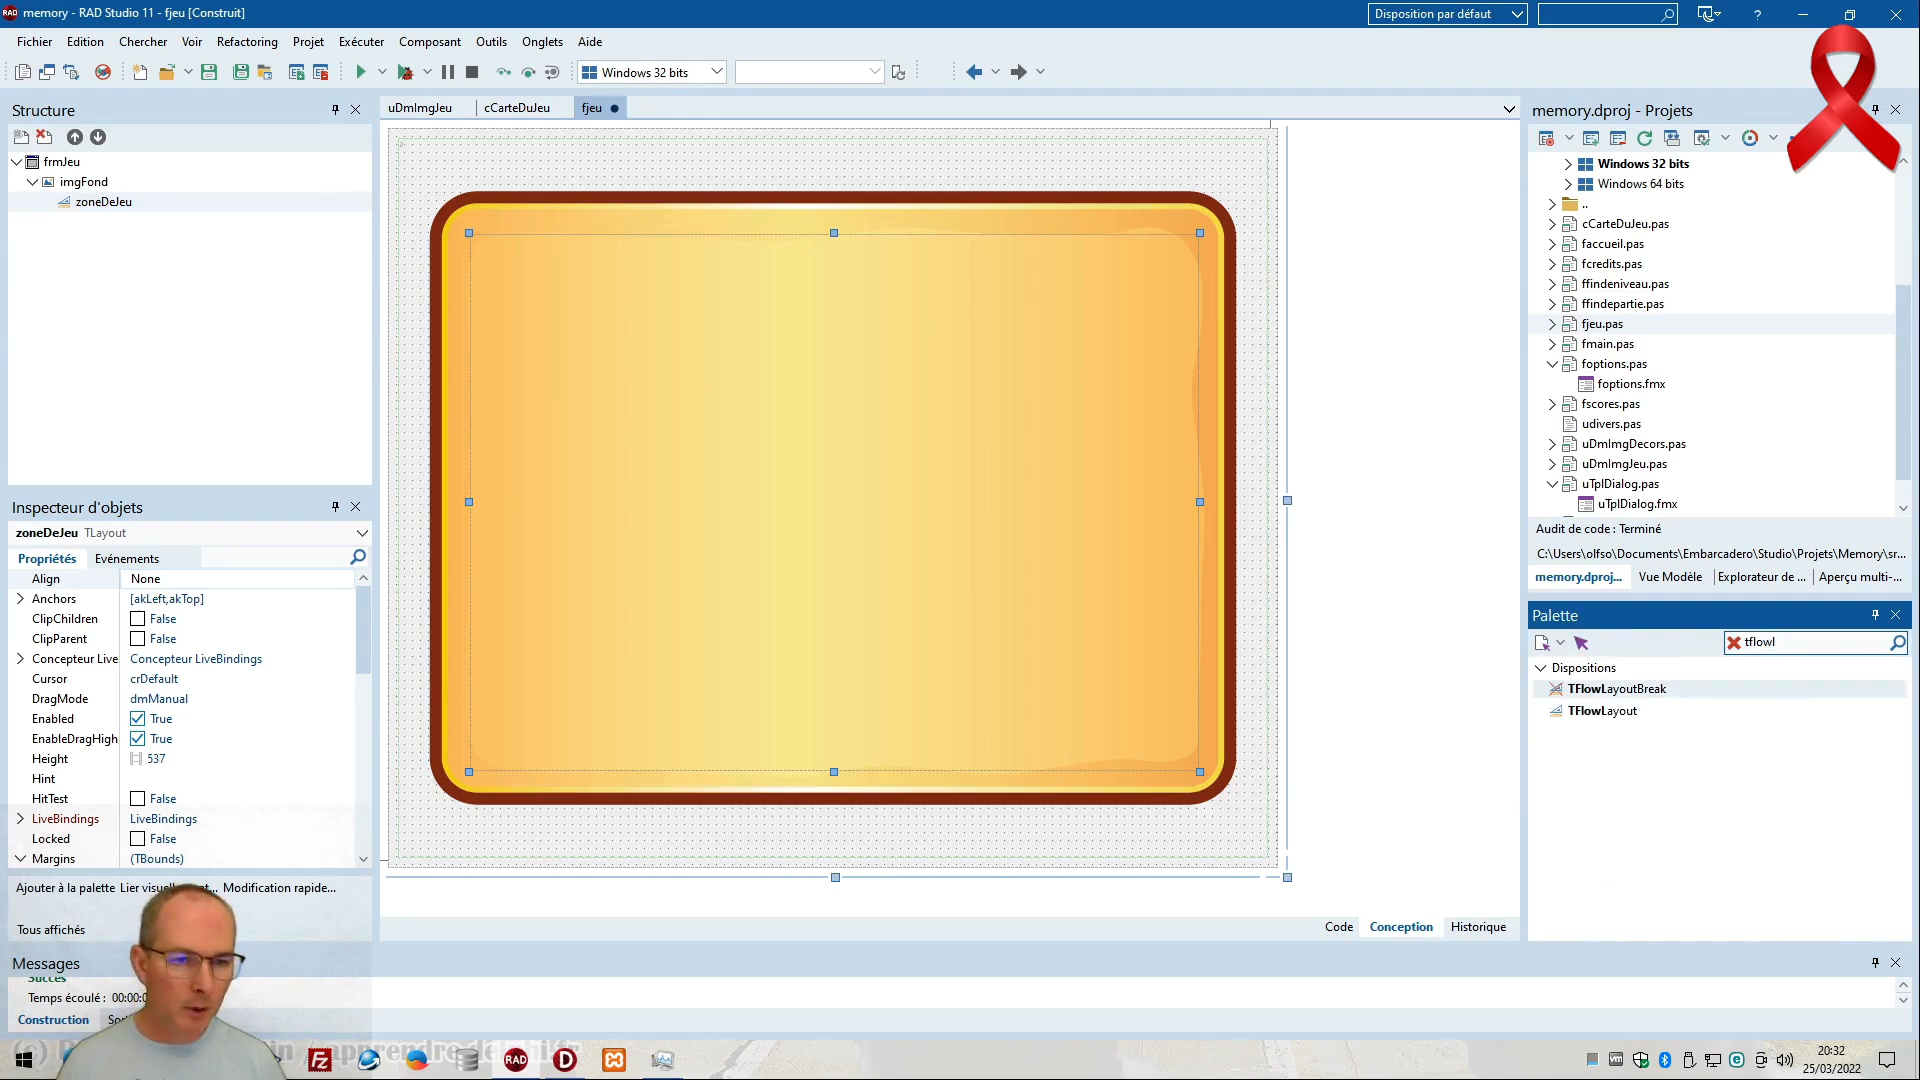 memory - RAD Studio 11 - fjeu [Construit]
Disposition par défaut
Fichier Edition Chercher Voir Refactoring Projet Exécuter Composant Outils Onglets Aide
Windows 32 bits
Structure
frmJeu
imgFond
zoneDeJeu
uDmImgJeu cCarteDuJeu fjeu
memory.dproj - Projets
Windows 32 bits
Windows 64 bits
..
cCarteDuJeu.pas
faccueil.pas
fcredits.pas
ffindeniveau.pas
ffindepartie.pas
fjeu.pas
fmain.pas
foptions.pas
foptions.fmx
fscores.pas
udivers.pas
uDmImgDecors.pas
uDmImgJeu.pas
uTplDialog.pas
uTplDialog.fmx
Audit de code : Terminé
C:\Users\olfso\Documents\Embarcadero\Studio\Projets\Memory\sr...
memory.dproj... Vue Modèle Explorateur de ... Aperçu multi-...
Inspecteur d'objets
zoneDeJeu TLayout
Propriétés Evénements
Align None
Anchors [akLeft,akTop]
ClipChildren False
ClipParent False
Concepteur Live Concepteur LiveBindings
Cursor crDefault
DragMode dmManual
Enabled True
EnableDragHigh True
Height 537
Hint
HitTest False
LiveBindings LiveBindings
Locked False
Margins (TBounds)
Ajouter à la palette Modification rapide...
Tous affichés
Palette
tflowl
Dispositions
TFlowLayoutBreak
TFlowLayout
Code Conception Historique
Messages
Succès
Temps écoulé : 00:00:0
Construction
RAD
20:32
25/03/2022